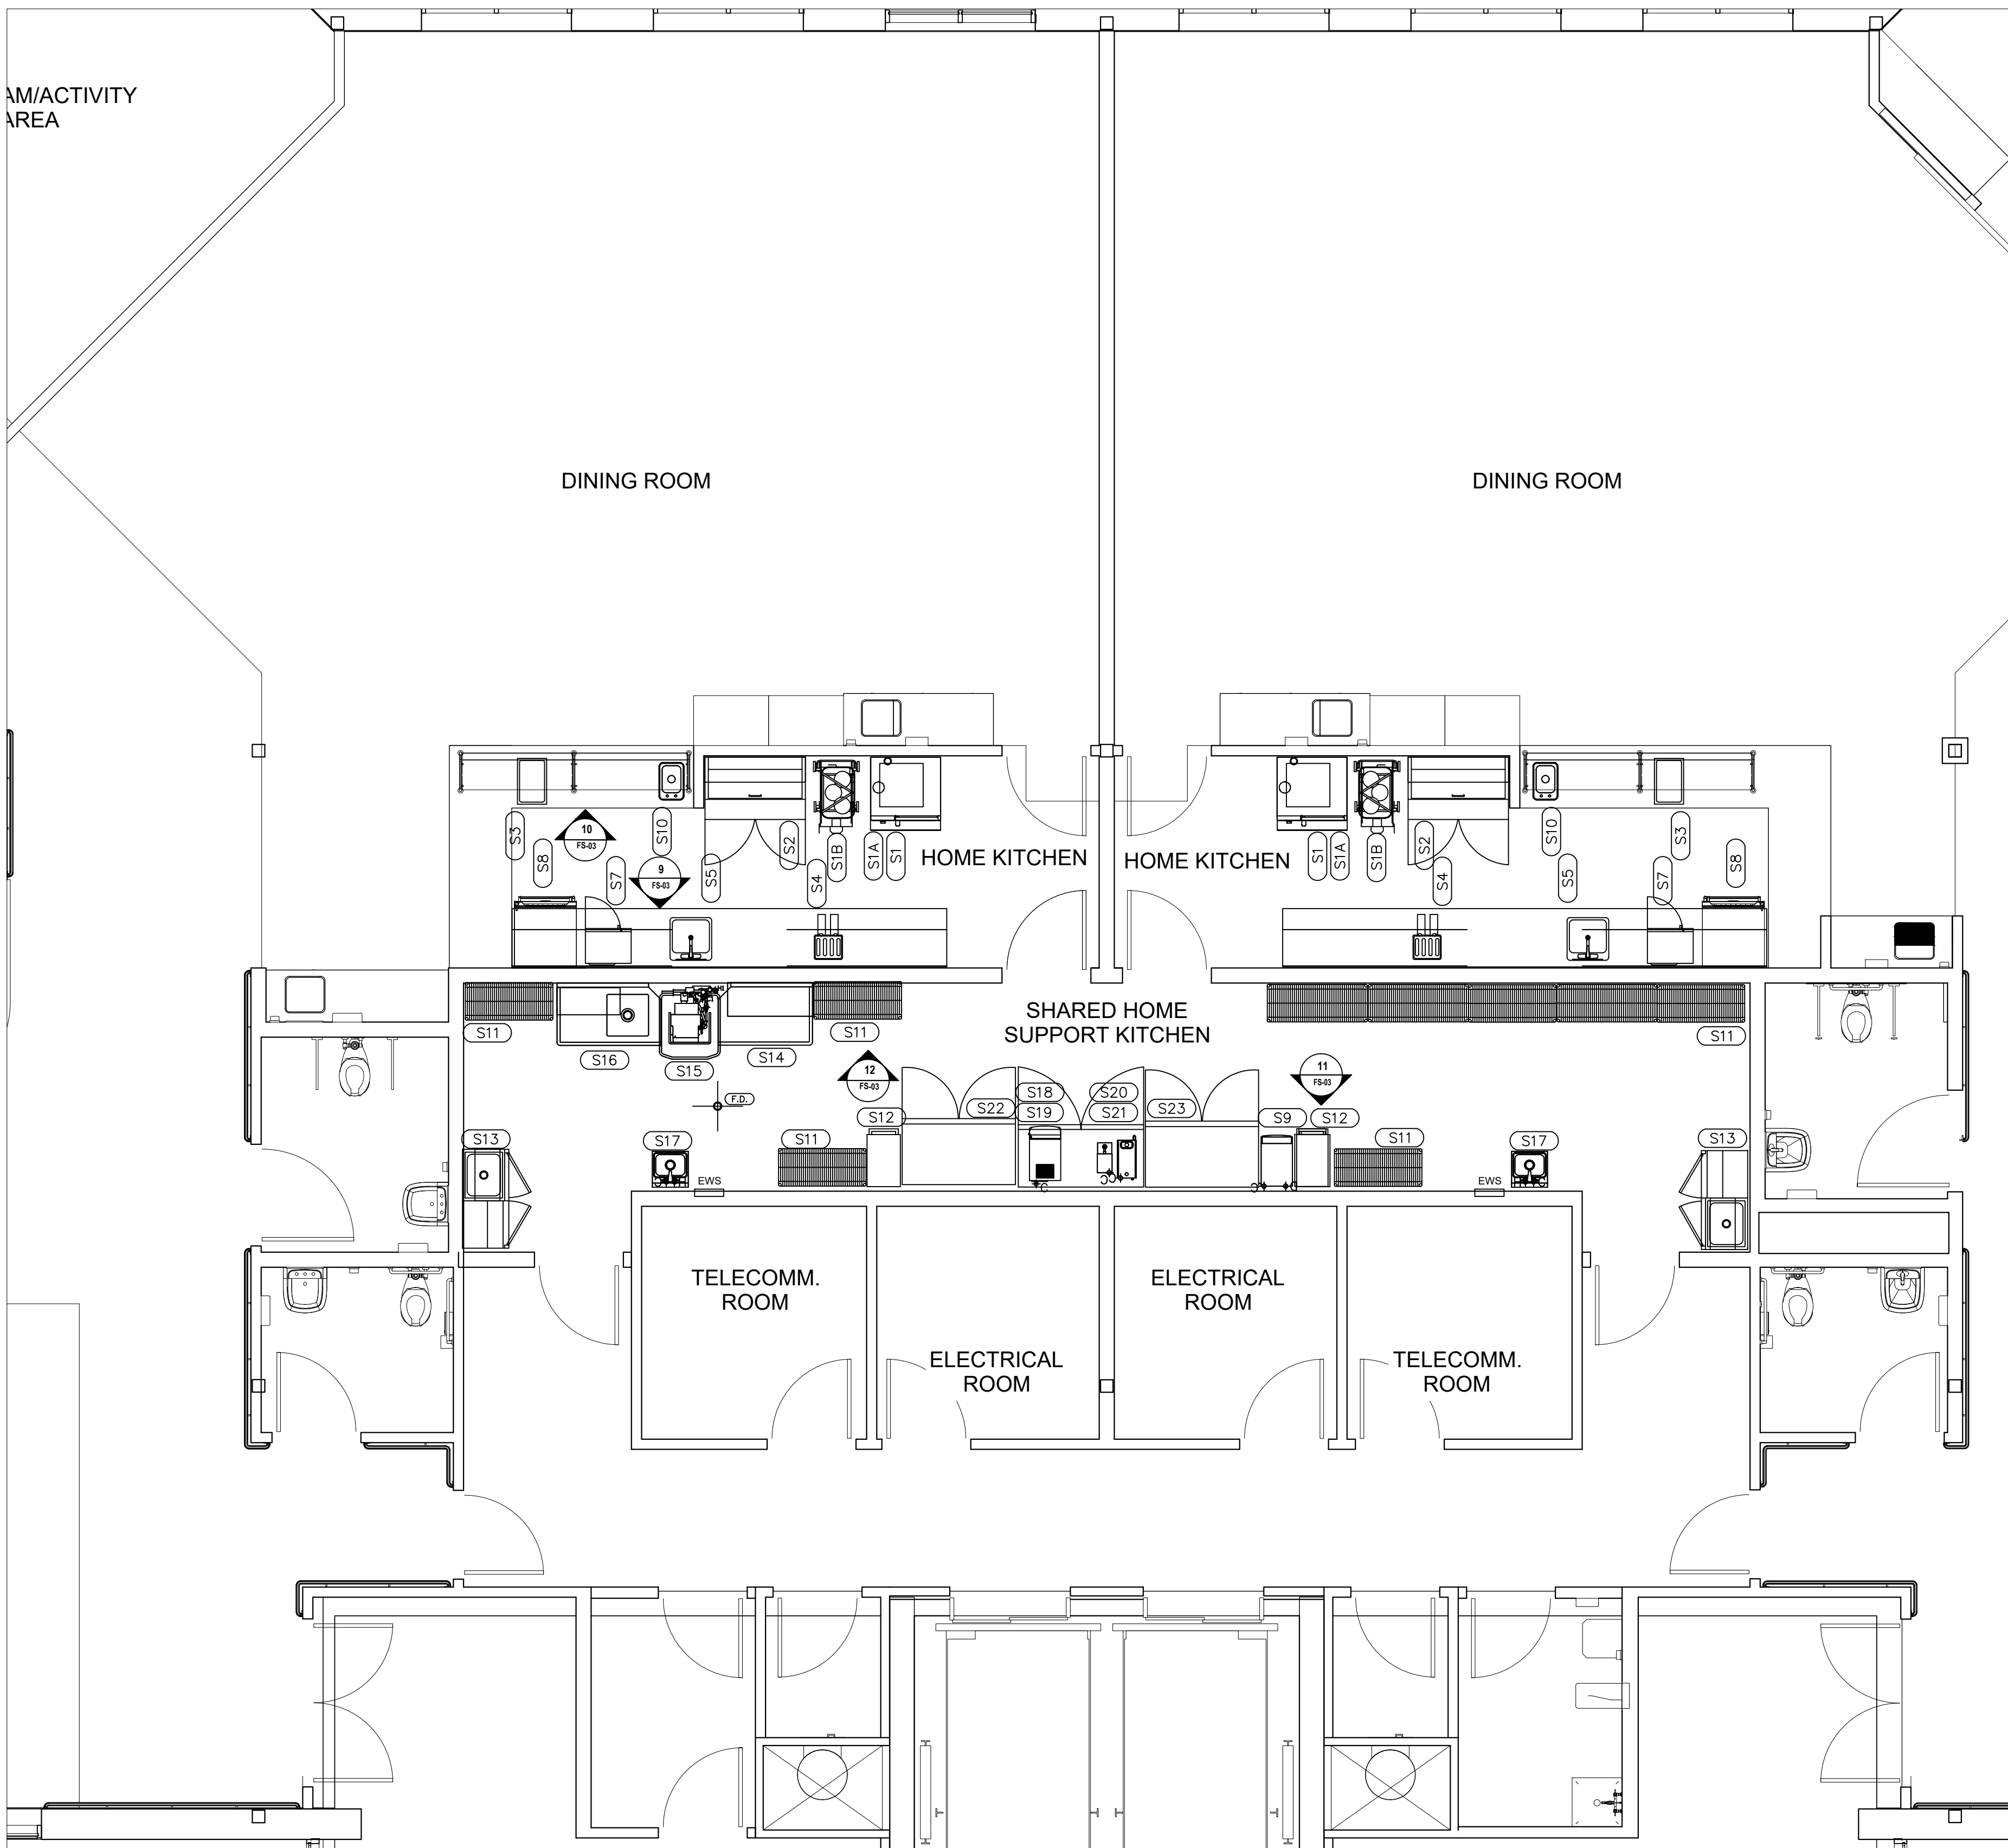 AM/ACTIVITY
AREA
DINING ROOM
DINING ROOM
S3
S8
10
FS-03
S7
S10
9
FS-03
S5
S2
S4
S1B
S1A
S1
HOME KITCHEN
HOME KITCHEN
S1
S1A
S1B
S2
S4
S10
S5
S7
S3
S8
SHARED HOME
SUPPORT KITCHEN
S11
S16
S15
S14
S11
S11
12
FS-03
11
FS-03
F.D.
S12
S22
S18
S19
S20
S21
S23
S9
S12
S13
S17
S11
S11
S17
S13
EWS
EWS
TELECOMM.
ROOM
ELECTRICAL
ROOM
ELECTRICAL
ROOM
TELECOMM.
ROOM